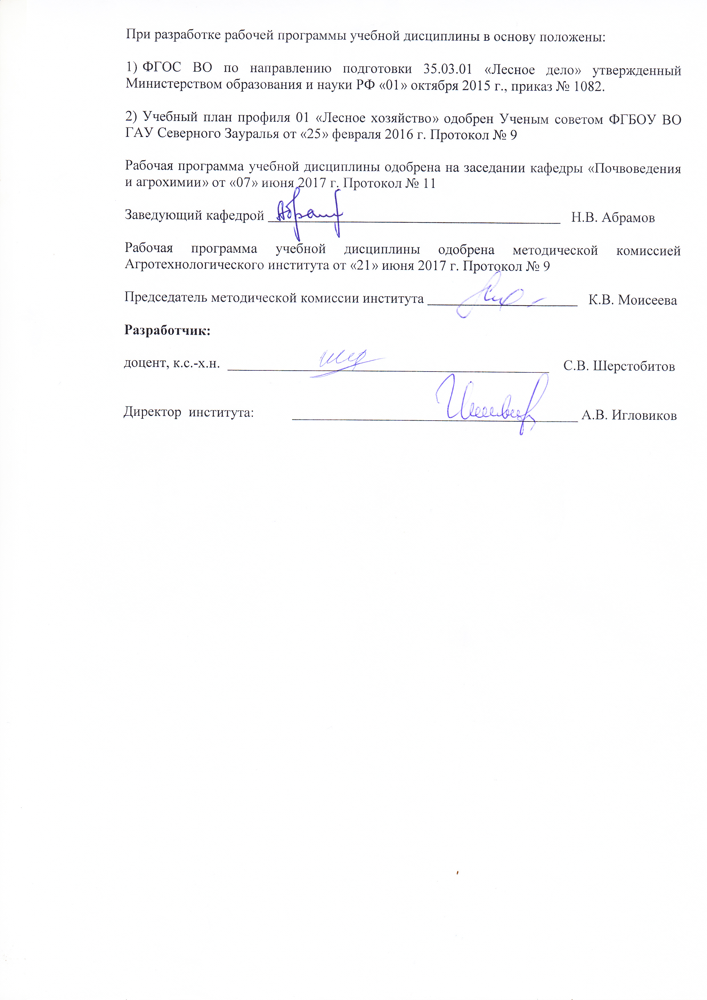 При разработке рабочей программы учебной дисциплины в основу положены:
1) ФГОС ВО по направлению подготовки 35.03.01 «Лесное дело» утвержденный
Министерством образования и науки РФ «01» октября 2015 г., приказ № 1082.
2) Учебный план профиля 01 «Лесное хозяйство» одобрен Ученым советом ФГБОУ ВО
ГАУ Северного Зауралья от «25» февраля 2016 г. Протокол № 9
Рабочая программа учебной дисциплины одобрена на заседании кафедры «Почвоведения
и агрохимии» от «07» июня 2017 г. Протокол № 11
Заведующий кафедрой Н.В. Абрамов
Рабочая программа учебной дисциплины одобрена методической комиссией
Агротехнологического института от «21» июня 2017 г. Протокол № 9
Председатель методической комиссии института К.В. Моисеева
Разработчик:
доцент, к.с.-х.н. С.В. Шерстобитов
Директор института: А.В. Игловиков